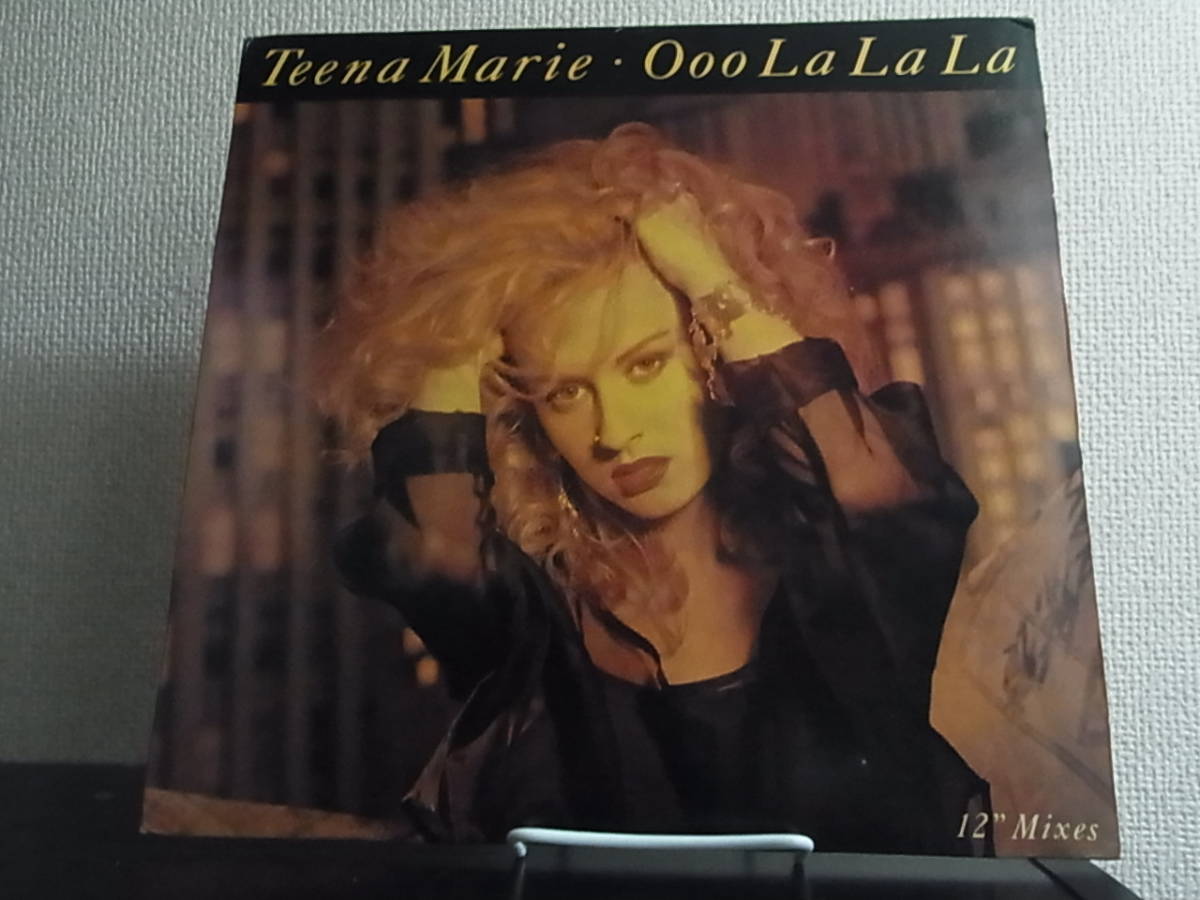 Teena Marie · Ooo La La La
12" Mixes